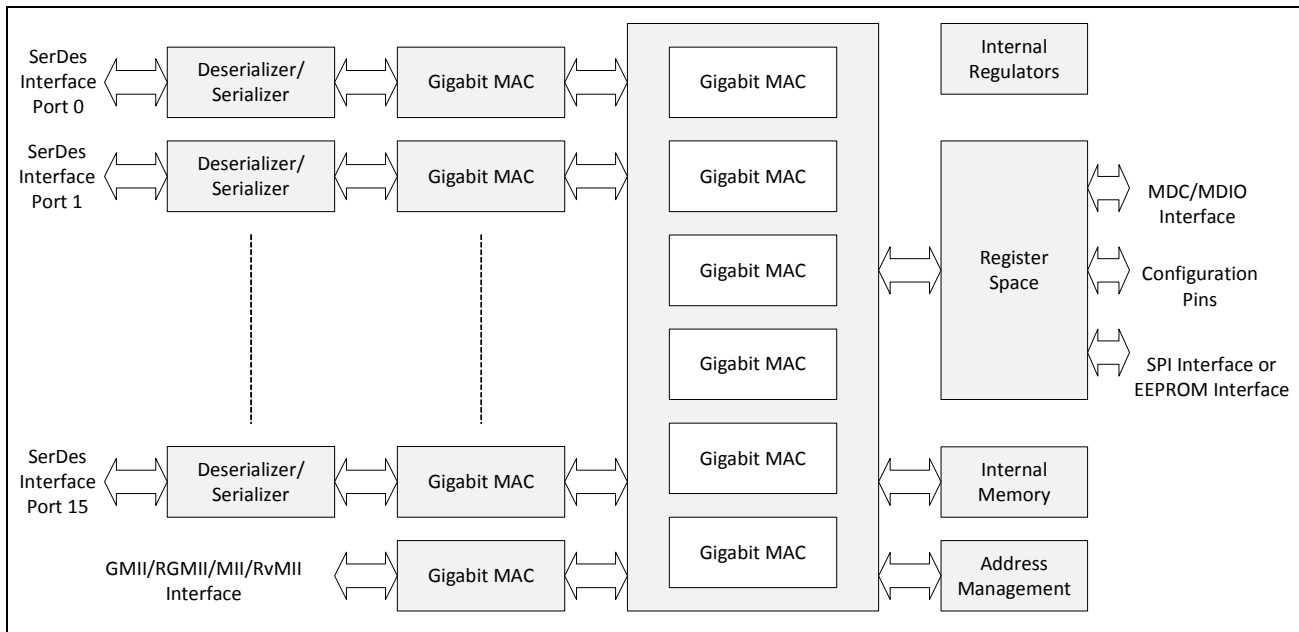 SerDes
Interface
Port 0
Deserializer/
Serializer
Gigabit MAC
Gigabit MAC
Internal
Regulators
SerDes
Interface
Port 1
Deserializer/
Serializer
Gigabit MAC
Gigabit MAC
Gigabit MAC
Gigabit MAC
Register
Space
MDC/MDIO
Interface
Configuration
Pins
SPI Interface or
EEPROM Interface
SerDes
Interface
Port 15
Deserializer/
Serializer
Gigabit MAC
Gigabit MAC
Internal
Memory
GMII/RGMII/MII/RvMII
Interface
Gigabit MAC
Gigabit MAC
Address
Management